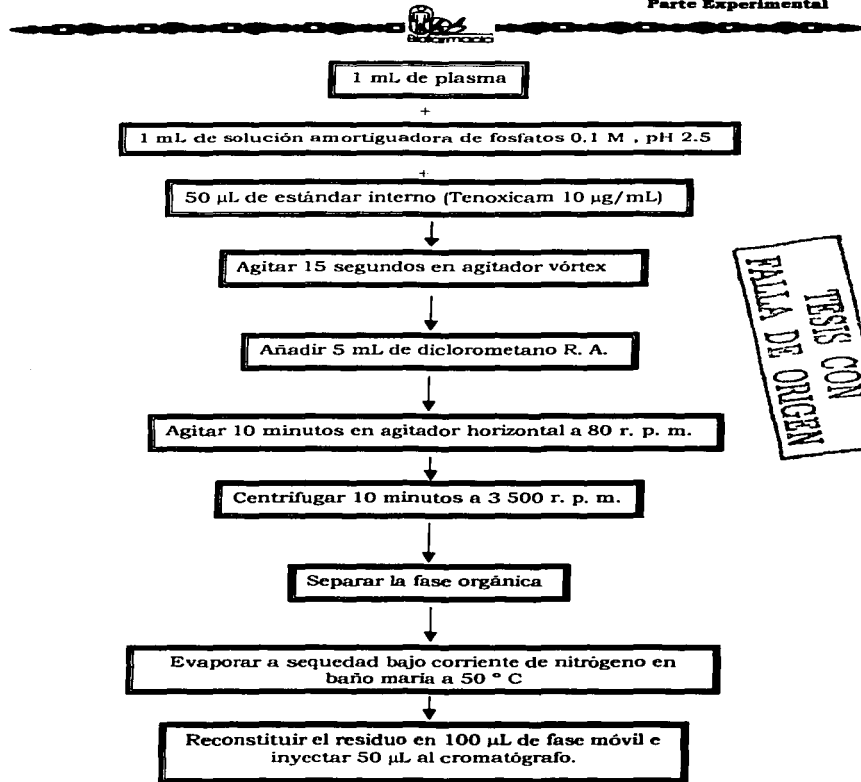 Parte Experimental
Biofarmacia
1 mL de plasma
+
1 mL de solución amortiguadora de fosfatos 0.1 M , pH 2.5
+
50 µL de estándar interno (Tenoxicam 10 µg/mL)
Agitar 15 segundos en agitador vórtex
Añadir 5 mL de diclorometano R. A.
Agitar 10 minutos en agitador horizontal a 80 r. p. m.
Centrifugar 10 minutos a 3 500 r. p. m.
Separar la fase orgánica
Evaporar a sequedad bajo corriente de nitrógeno en
baño maría a 50 ° C
Reconstituir el residuo en 100 µL de fase móvil e
inyectar 50 µL al cromatógrafo.
TESIS CON
FALLA DE ORIGEN